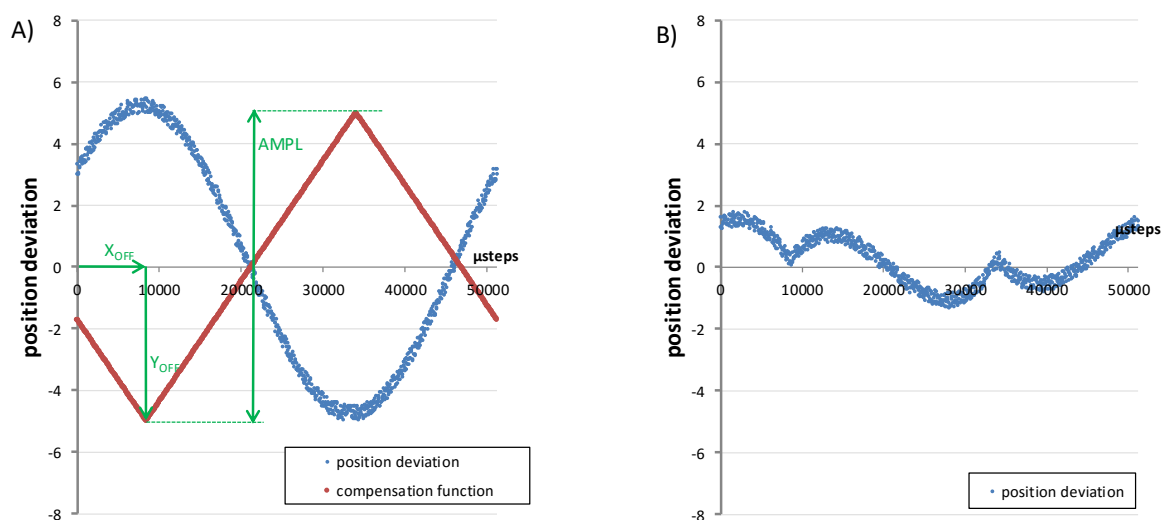 A)
position deviation
8
6
4
2
0
-2
-4
-6
-8
0 10000 20000 30000 40000 50000
µsteps
X_OFF
Y_OFF
AMPL
position deviation
compensation function
B)
position deviation
8
6
4
2
0
-2
-4
-6
-8
0 10000 20000 30000 40000 50000
µsteps
position deviation